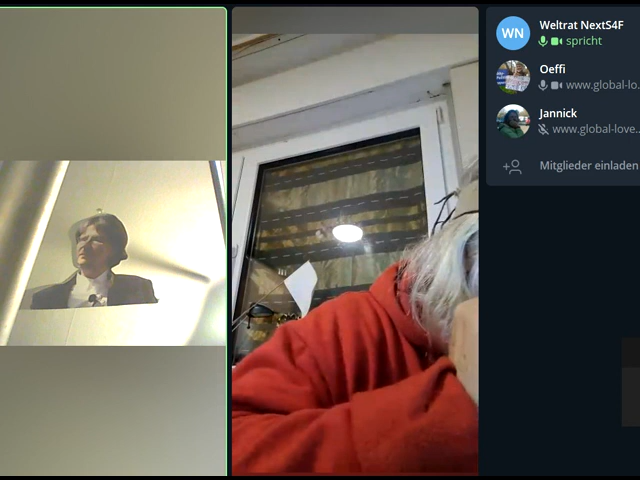 WN
Weltrat NextS4F
spricht
Oeffi
www.global-lo...
Jannick
www.global-love...
Mitglieder einladen